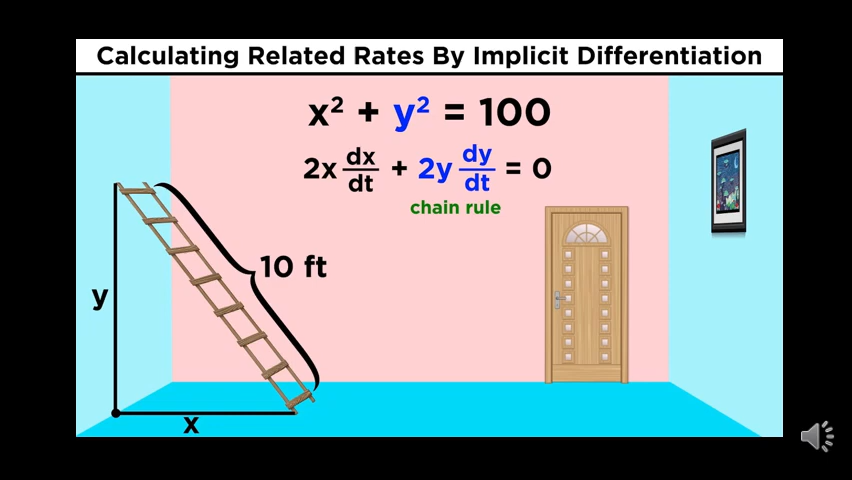 Calculating Related Rates By Implicit Differentiation
x² + y² = 100
2x dx/dt + 2y dy/dt = 0
chain rule
10 ft
y
x